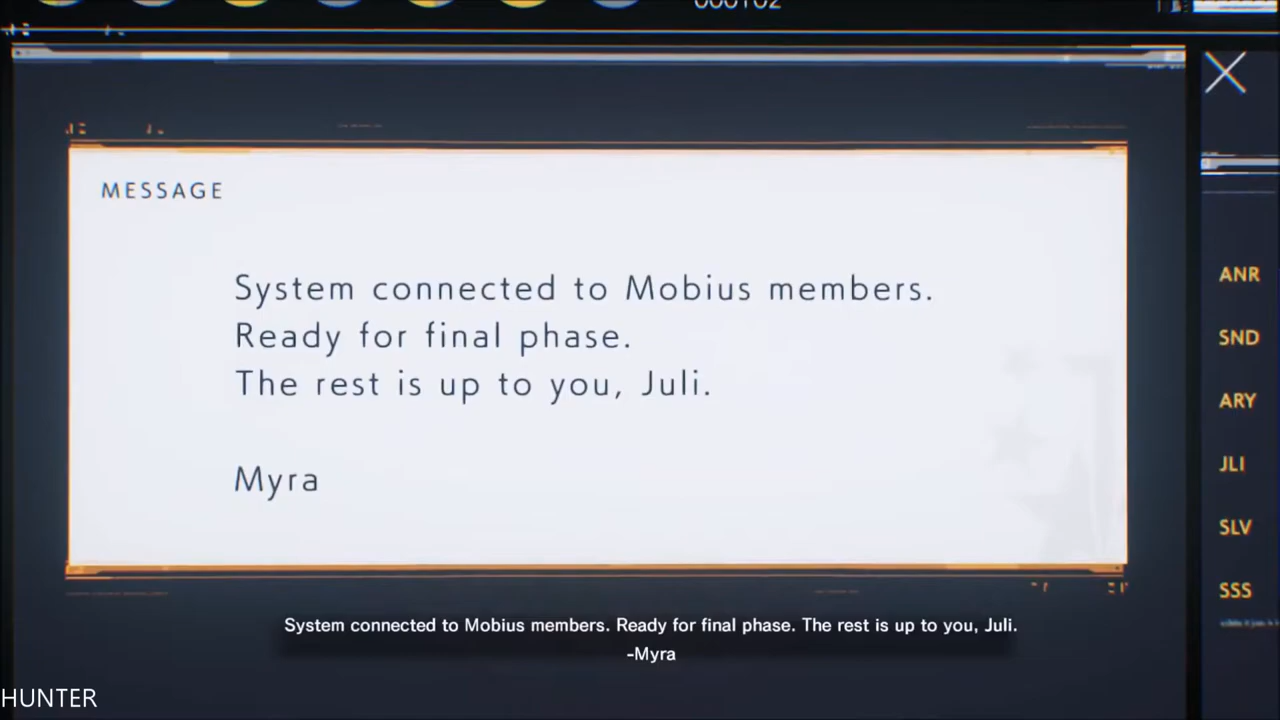 000102
MESSAGE
System connected to Mobius members.
Ready for final phase.
The rest is up to you, Juli.
Myra
ANR
SND
ARY
JLI
SLV
SSS
System connected to Mobius members. Ready for final phase. The rest is up to you, Juli.
-Myra
HUNTER